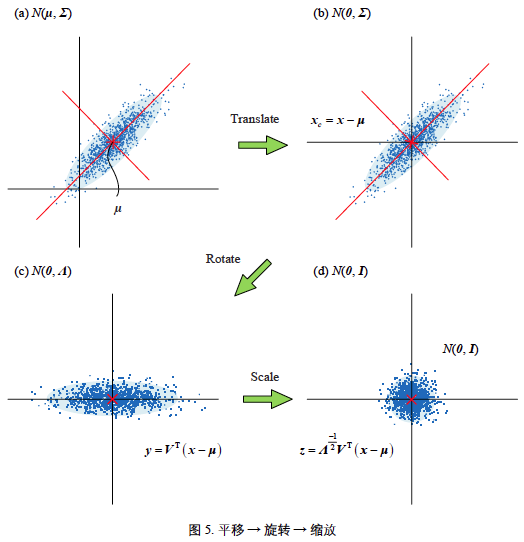 (a) N(μ, Σ)
(b) N(0, Σ)
Translate
x_c = x − μ
μ
Rotate
(c) N(0, Λ)
(d) N(0, I)
N(0, I)
Scale
y = V^T (x − μ)
z = Λ^(-1/2) V^T (x − μ)
图 5. 平移 → 旋转 → 缩放